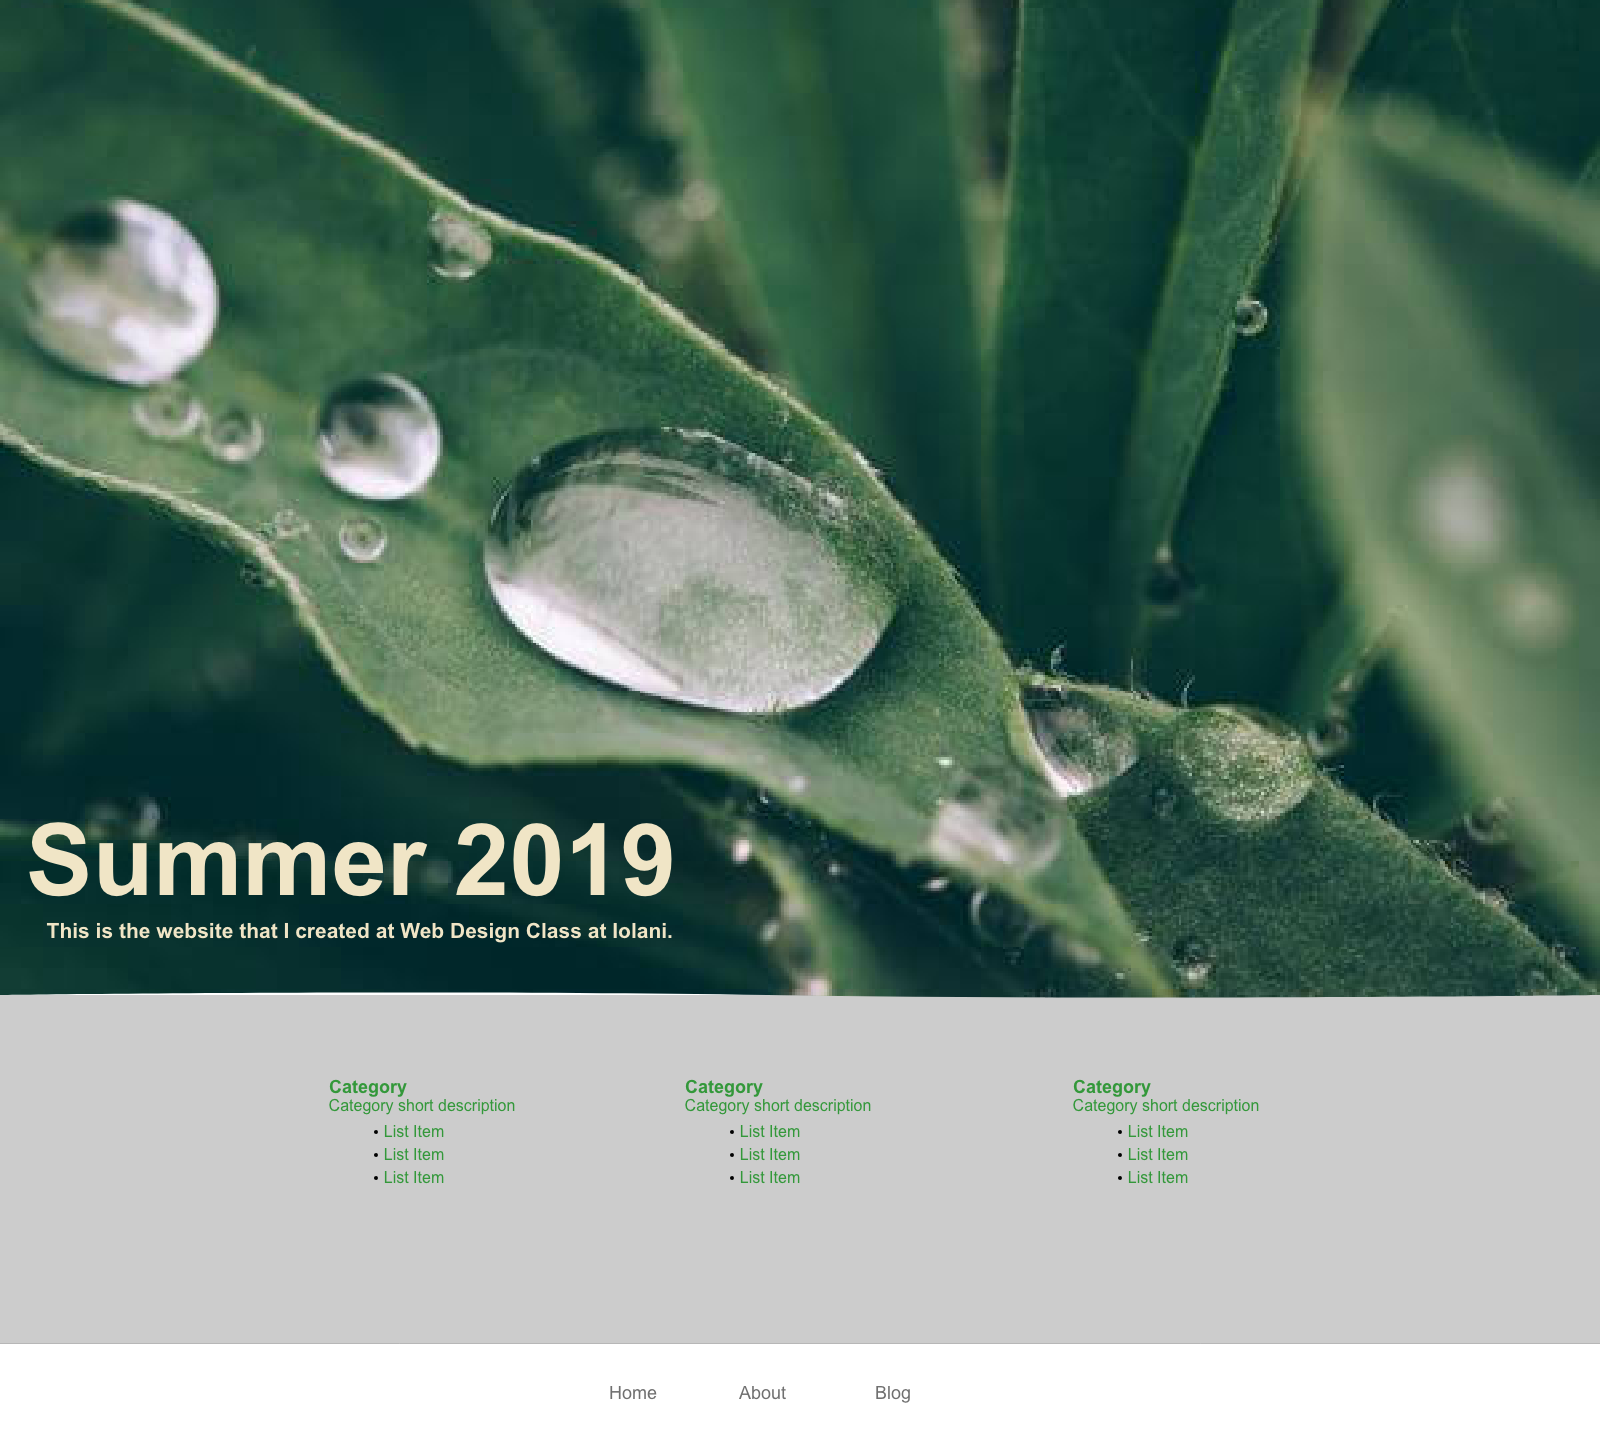 Summer 2019
This is the website that I created at Web Design Class at Iolani.
Category
Category short description
• List Item
• List Item
• List Item
Category
Category short description
• List Item
• List Item
• List Item
Category
Category short description
• List Item
• List Item
• List Item
Home About Blog